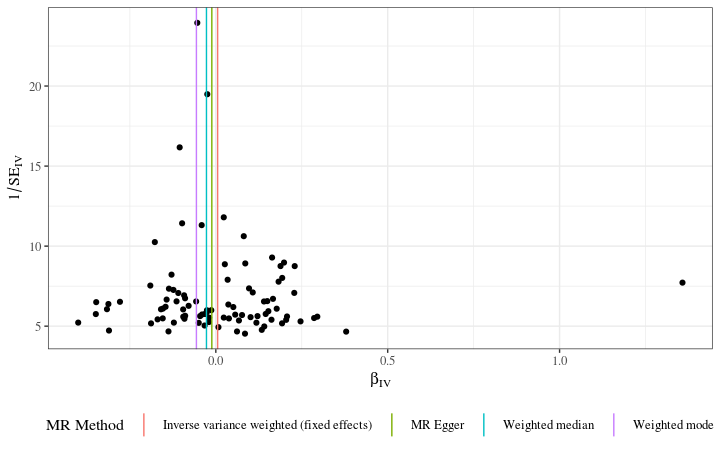 20
15
10
5
1/SE_IV
0.0 0.5 1.0
β_IV
MR Method Inverse variance weighted (fixed effects) MR Egger Weighted median Weighted mode